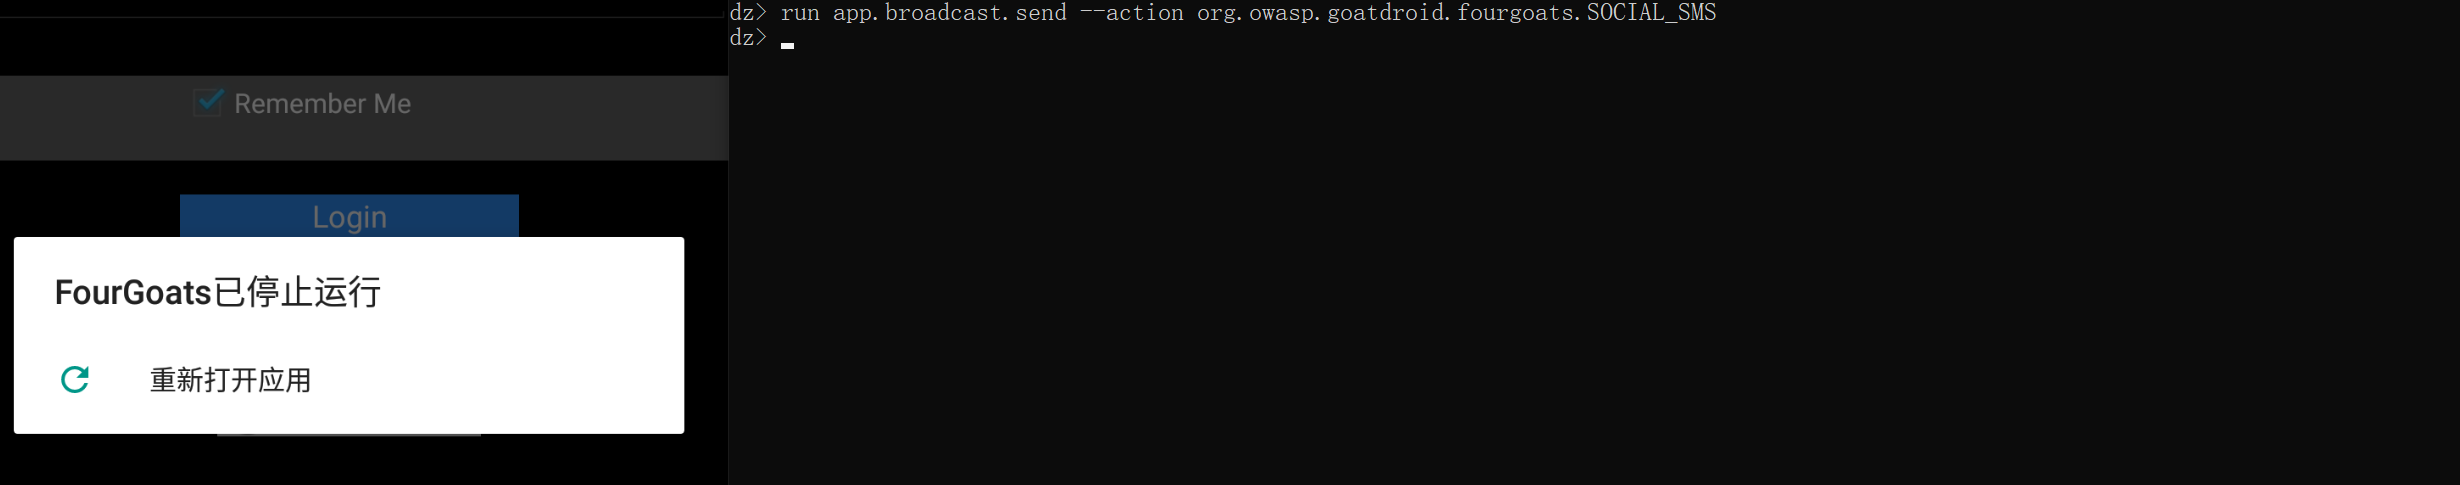 Remember Me
Login
FourGoats已停止运行
重新打开应用
dz> run app.broadcast.send --action org.owasp.goatdroid.fourgoats.SOCIAL_SMS
dz>